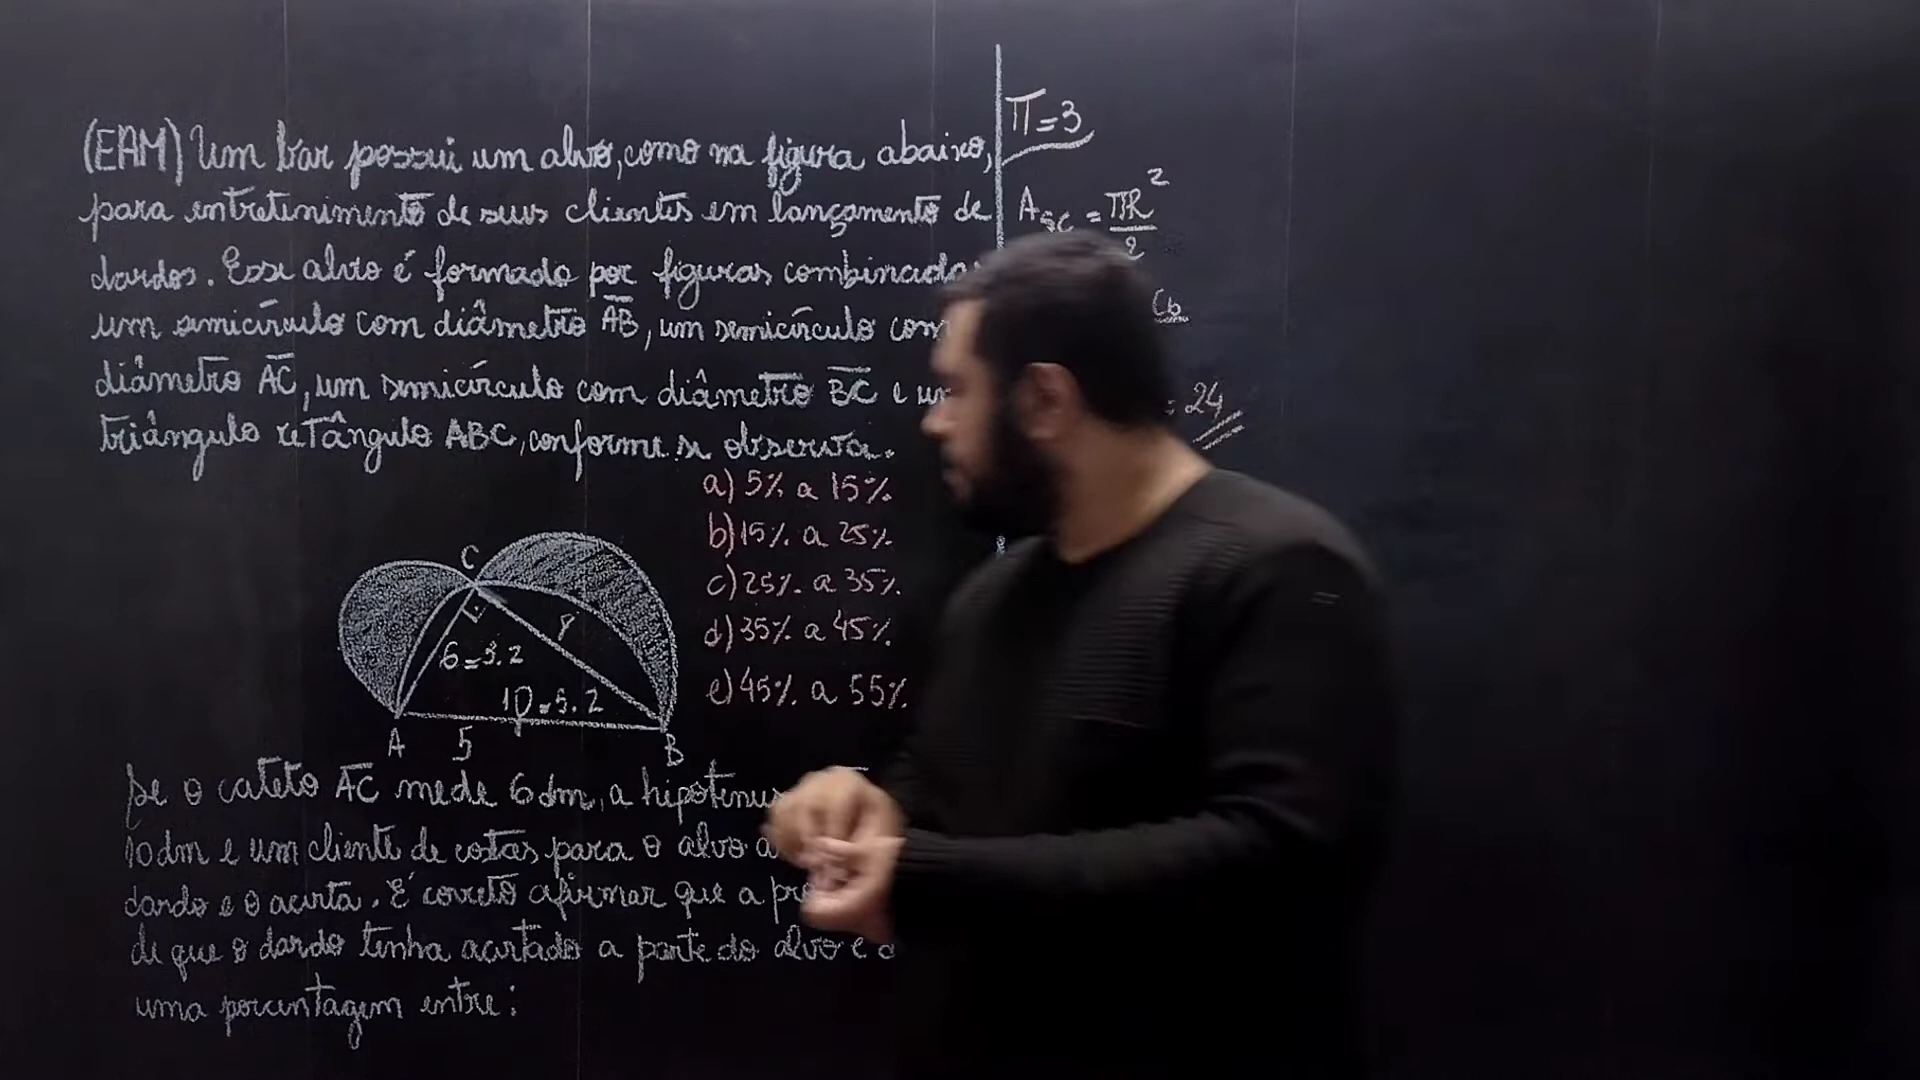 (EAM) Um bar possui um alvo, como na figura abaixo,
para entretenimento de seus clientes em lançamento de
dardos. Esse alvo é formado por figuras combinadas
um semicírculo com diâmetro AB, um semicírculo com
diâmetro AC, um semicírculo com diâmetro BC e um
triângulo retângulo ABC, conforme se observa.
a) 5% a 15%
b) 15% a 25%
c) 25% a 35%
d) 35% a 45%
e) 45% a 55%
C
6=3.2
8
10=5.2
A 5 B
Se o cateto AC mede 6dm, a
10dm e um cliente de costas para o alvo
dardo e o acerta. É correto afirmar que a
de que o dardo tenha acertado a parte do alvo é
uma porcentagem entre:
π=3
A sc = πR²/2
= 24